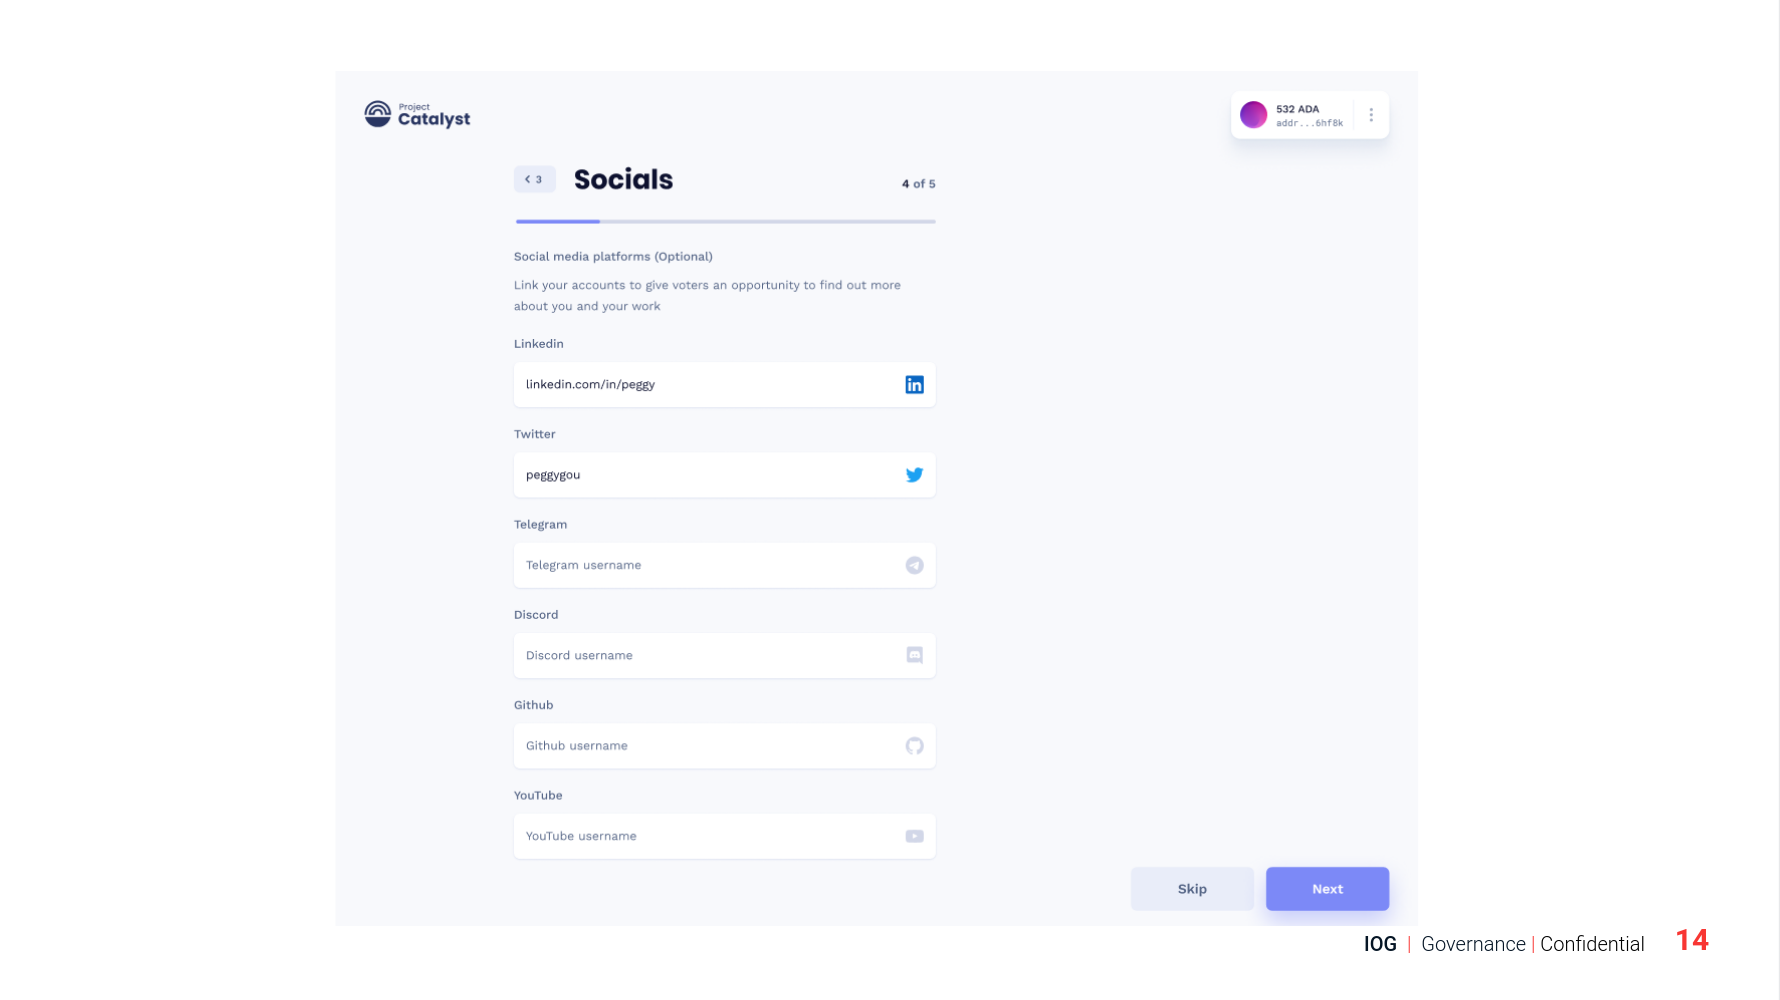 Project
Catalyst
532 ADA
addr...6hf8k
3
Socials
4 of 5
Social media platforms (Optional)
Link your accounts to give voters an opportunity to find out more
about you and your work
Linkedin
linkedin.com/in/peggy
in
Twitter
peggygou
Telegram
Telegram username
Discord
Discord username
Github
Github username
YouTube
YouTube username
Skip
Next
IOG | Governance | Confidential 14